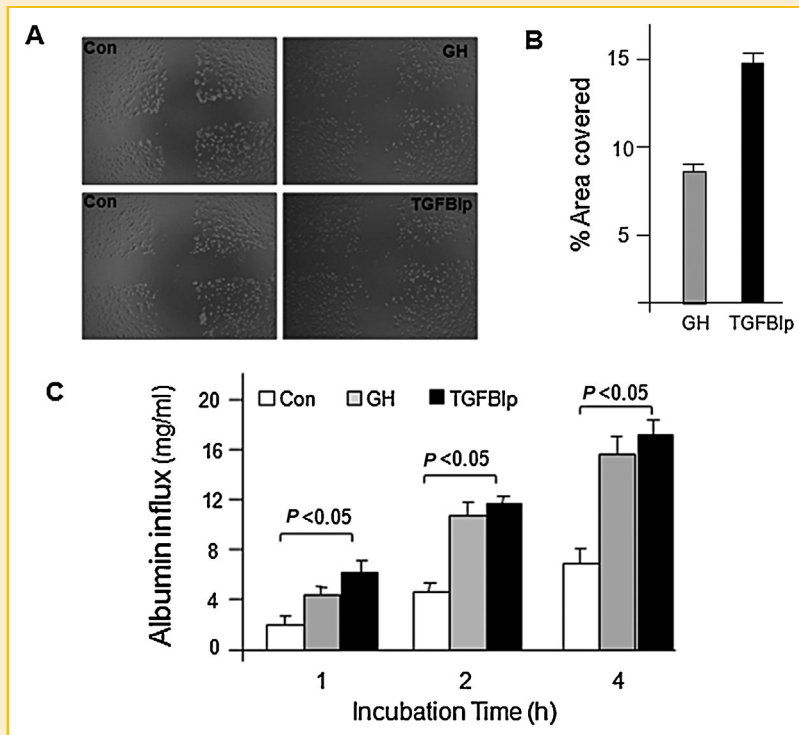 A
Con
GH
Con
TGFBIp
B
% Area covered
15
10
5
GH TGFBIp
C
Albumin influx (mg/ml)
20
16
12
8
4
0
Con GH TGFBIp
P <0.05
P <0.05
P <0.05
1 2 4
Incubation Time (h)